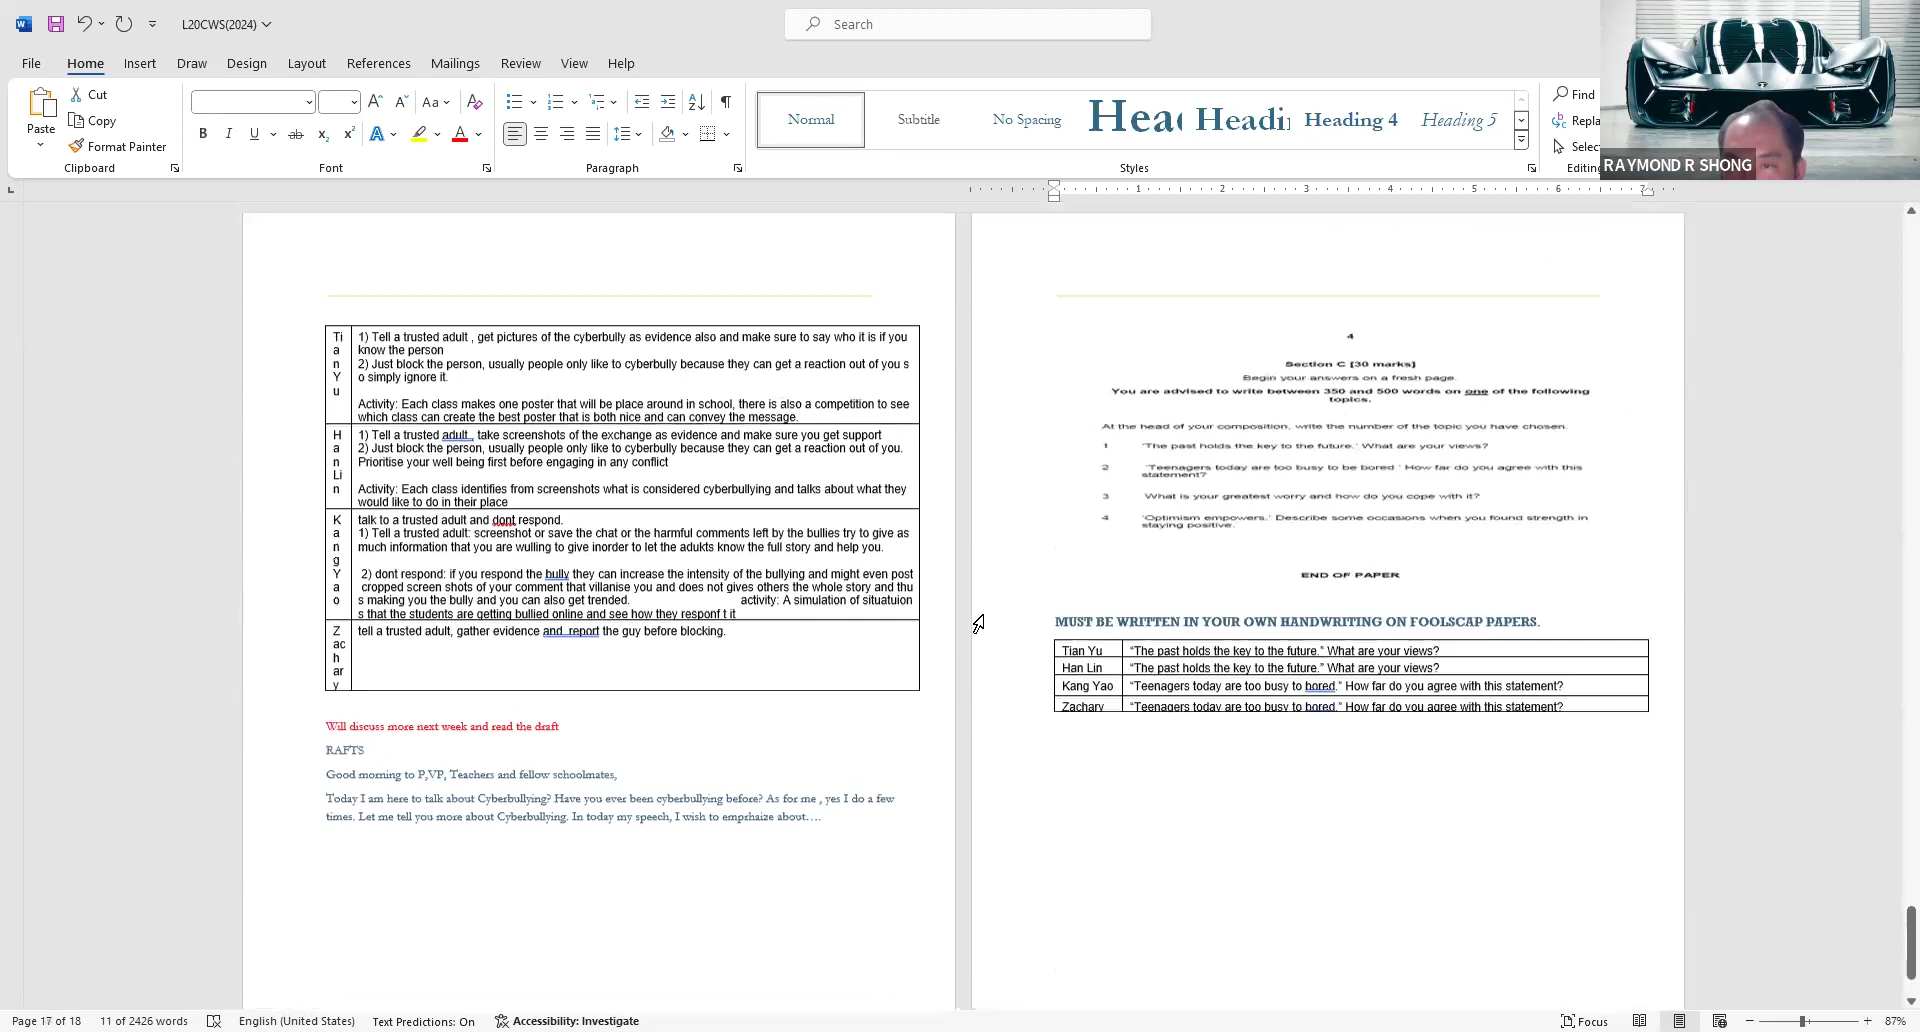 L20CWS(2024)
Search
File Home Insert Draw Design Layout References Mailings Review View Help
Paste
Cut
Copy
Format Painter
Clipboard
Aa
B I U ab x₂ x² A A
Font
Paragraph
Normal Subtitle No Spacing Headi Heading 4 Heading 5
Styles
Find
Repla
Select
Editing
RAYMOND R SHONG
1 2 3 4 5 6 7
Ti
a
n
Y
u
1) Tell a trusted adult , get pictures of the cyberbully as evidence also and make sure to say who it is if you
know the person
2) Just block the person, usually people only like to cyberbully because they can get a reaction out of you s
o simply ignore it.
Activity: Each class makes one poster that will be place around in school, there is also a competition to see
which class can create the best poster that is both nice and can convey the message.
H
a
n
Li
n
1) Tell a trusted adult , take screenshots of the exchange as evidence and make sure you get support
2) Just block the person, usually people only like to cyberbully because they can get a reaction out of you.
Prioritise your well being first before engaging in any conflict
Activity: Each class identifies from screenshots what is considered cyberbullying and talks about what they
would like to do in their place
K
a
n
g
Y
a
o
talk to a trusted adult and dont respond.
1) Tell a trusted adult: screenshot or save the chat or the harmful comments left by the bullies try to give as
much information that you are wulling to give inorder to let the adukts know the full story and help you.
2) dont respond: if you respond the bully they can increase the intensity of the bullying and might even post
cropped screen shots of your comment that villanise you and does not gives others the whole story and thu
s making you the bully and you can also get trended. activity: A simulation of situatuion
s that the students are getting bullied online and see how they responf t it
Z
ac
h
ar
y
tell a trusted adult, gather evidence and report the guy before blocking.
Will discuss more next week and read the draft
RAFTS
Good morning to P,VP, Teachers and fellow schoolmates,
Today I am here to talk about Cyberbullying? Have you ever been cyberbullying before? As for me , yes I do a few
times. Let me tell you more about Cyberbullying. In today my speech, I wish to emprhaize about….
4
Section C [30 marks]
Begin your answers on a fresh page.
You are advised to write between 350 and 500 words on one of the following
topics.
At the head of your composition, write the number of the topic you have chosen.
1 'The past holds the key to the future.' What are your views?
2 'Teenagers today are too busy to be bored.' How far do you agree with this
statement?
3 What is your greatest worry and how do you cope with it?
4 'Optimism empowers.' Describe some occasions when you found strength in
staying positive.
END OF PAPER
MUST BE WRITTEN IN YOUR OWN HANDWRITING ON FOOLSCAP PAPERS.
Tian Yu "The past holds the key to the future." What are your views?
Han Lin "The past holds the key to the future." What are your views?
Kang Yao "Teenagers today are too busy to bored." How far do you agree with this statement?
Zachary "Teenagers today are too busy to bored." How far do you agree with this statement?
Page 17 of 18 11 of 2426 words English (United States) Text Predictions: On Accessibility: Investigate Focus 87%